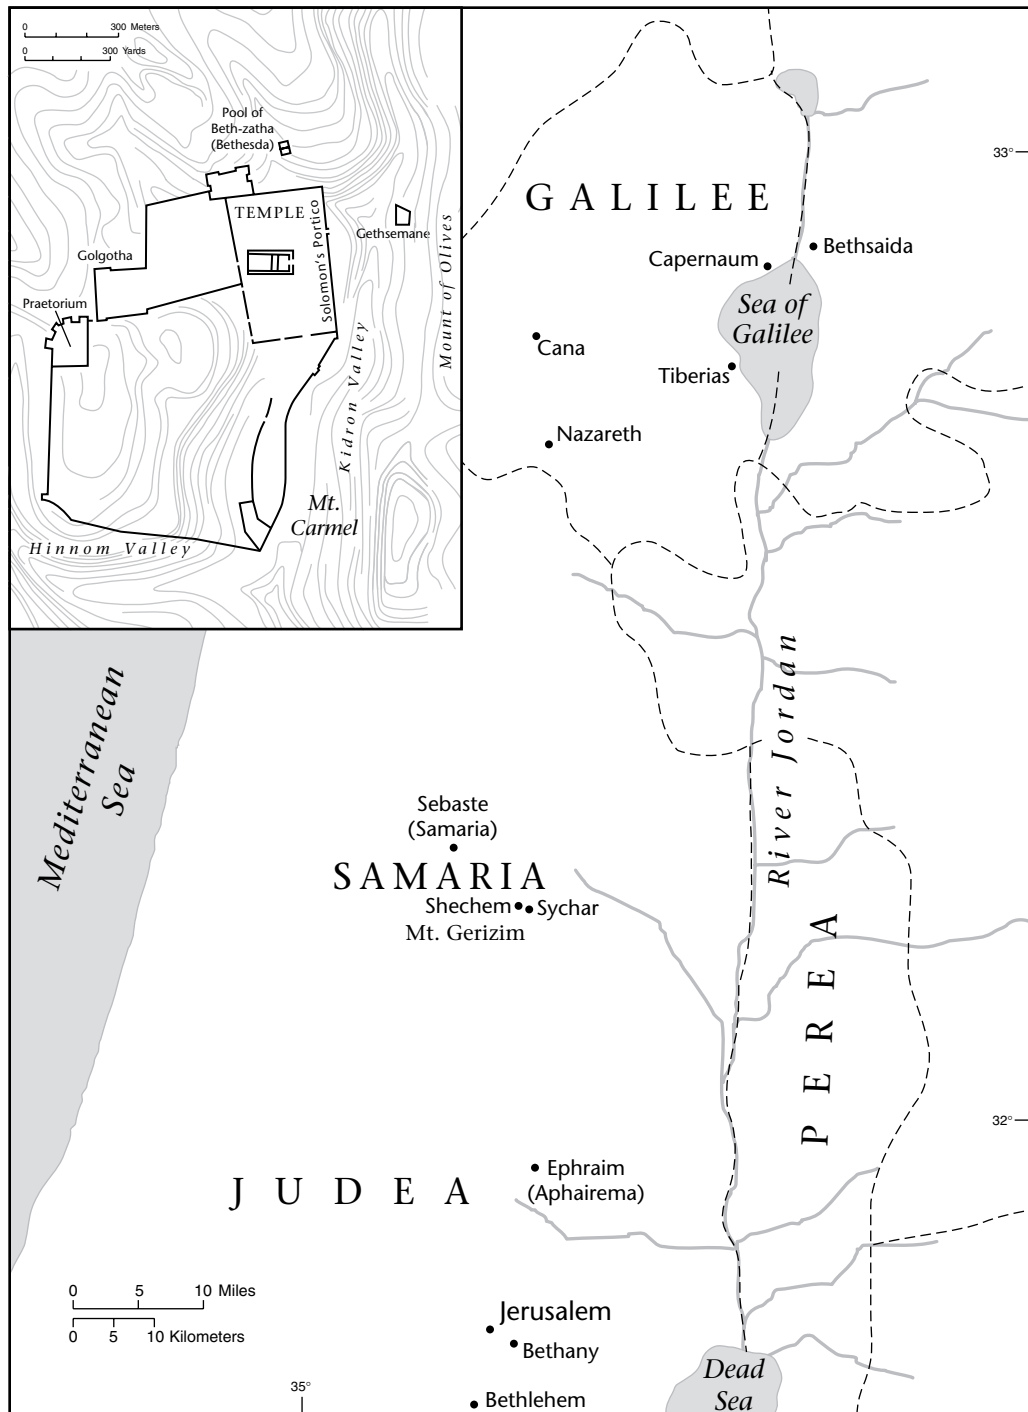 0 300 Meters
0 300 Yards
Pool of
Beth-zatha
(Bethesda)
TEMPLE
Solomon's Portico
Gethsemane
Golgotha
Praetorium
Kidron Valley
Mount of Olives
Mt.
Carmel
Hinnom Valley
33°
GALILEE
Capernaum
Bethsaida
Sea of
Galilee
Cana
Tiberias
Nazareth
Mediterranean
Sea
River Jordan
Sebaste
(Samaria)
SAMARIA
Shechem
Sychar
Mt. Gerizim
PEREA
32°
Ephraim
(Aphairema)
JUDEA
0 5 10 Miles
0 5 10 Kilometers
Jerusalem
Bethany
Dead
Sea
35°
Bethlehem